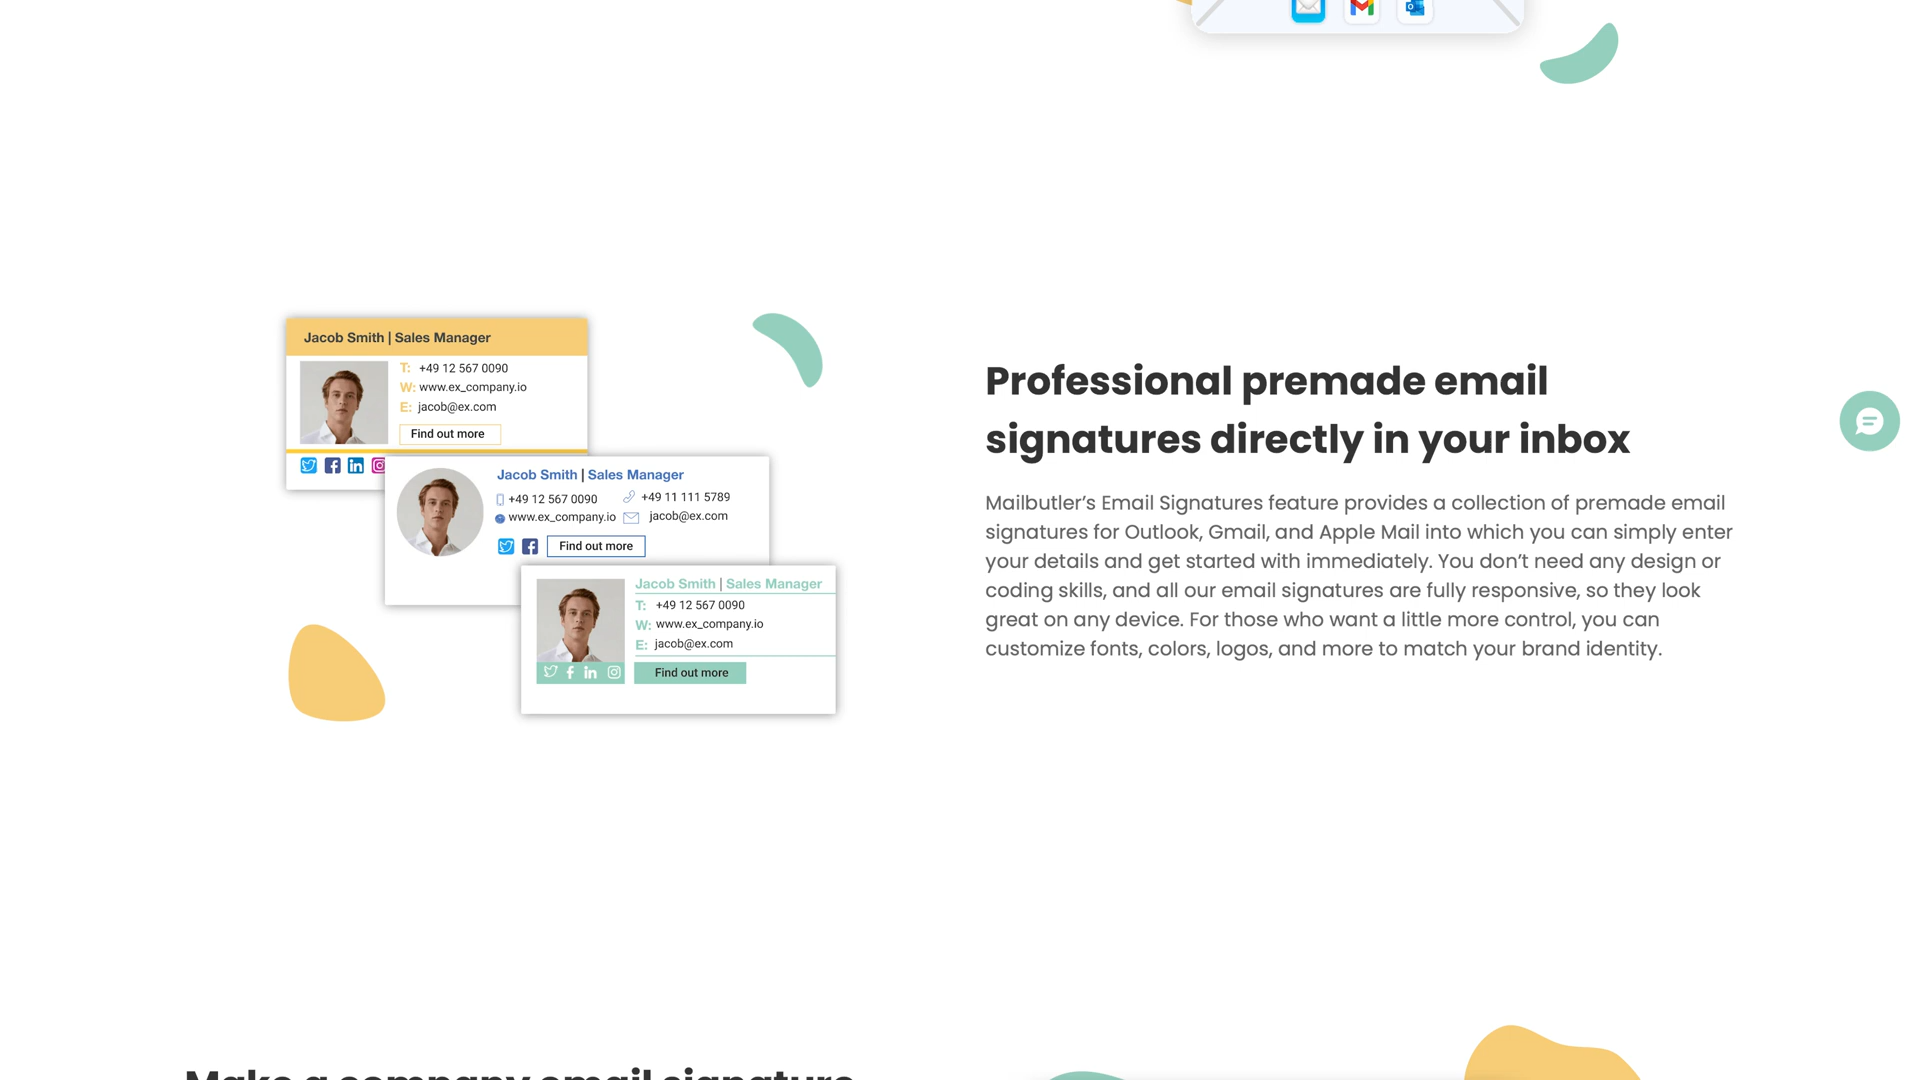 Jacob Smith | Sales Manager
T: +49 12 567 0090
W: www.ex_company.io
E: jacob@ex.com
Find out more
Jacob Smith | Sales Manager
+49 12 567 0090 +49 11 111 5789
www.ex_company.io jacob@ex.com
Find out more
Jacob Smith | Sales Manager
T: +49 12 567 0090
W: www.ex_company.io
E: jacob@ex.com
Find out more
Professional premade email
signatures directly in your inbox
Mailbutler’s Email Signatures feature provides a collection of premade email
signatures for Outlook, Gmail, and Apple Mail into which you can simply enter
your details and get started with immediately. You don’t need any design or
coding skills, and all our email signatures are fully responsive, so they look
great on any device. For those who want a little more control, you can
customize fonts, colors, logos, and more to match your brand identity.
Make a company email signature